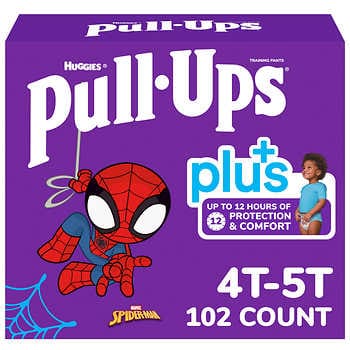 HUGGIES
TRAINING PANTS
Pull-Ups
plus+
UP TO 12 HOURS OF
12 PROTECTION
& COMFORT
MARVEL
SPIDER-MAN
4T-5T
102 COUNT